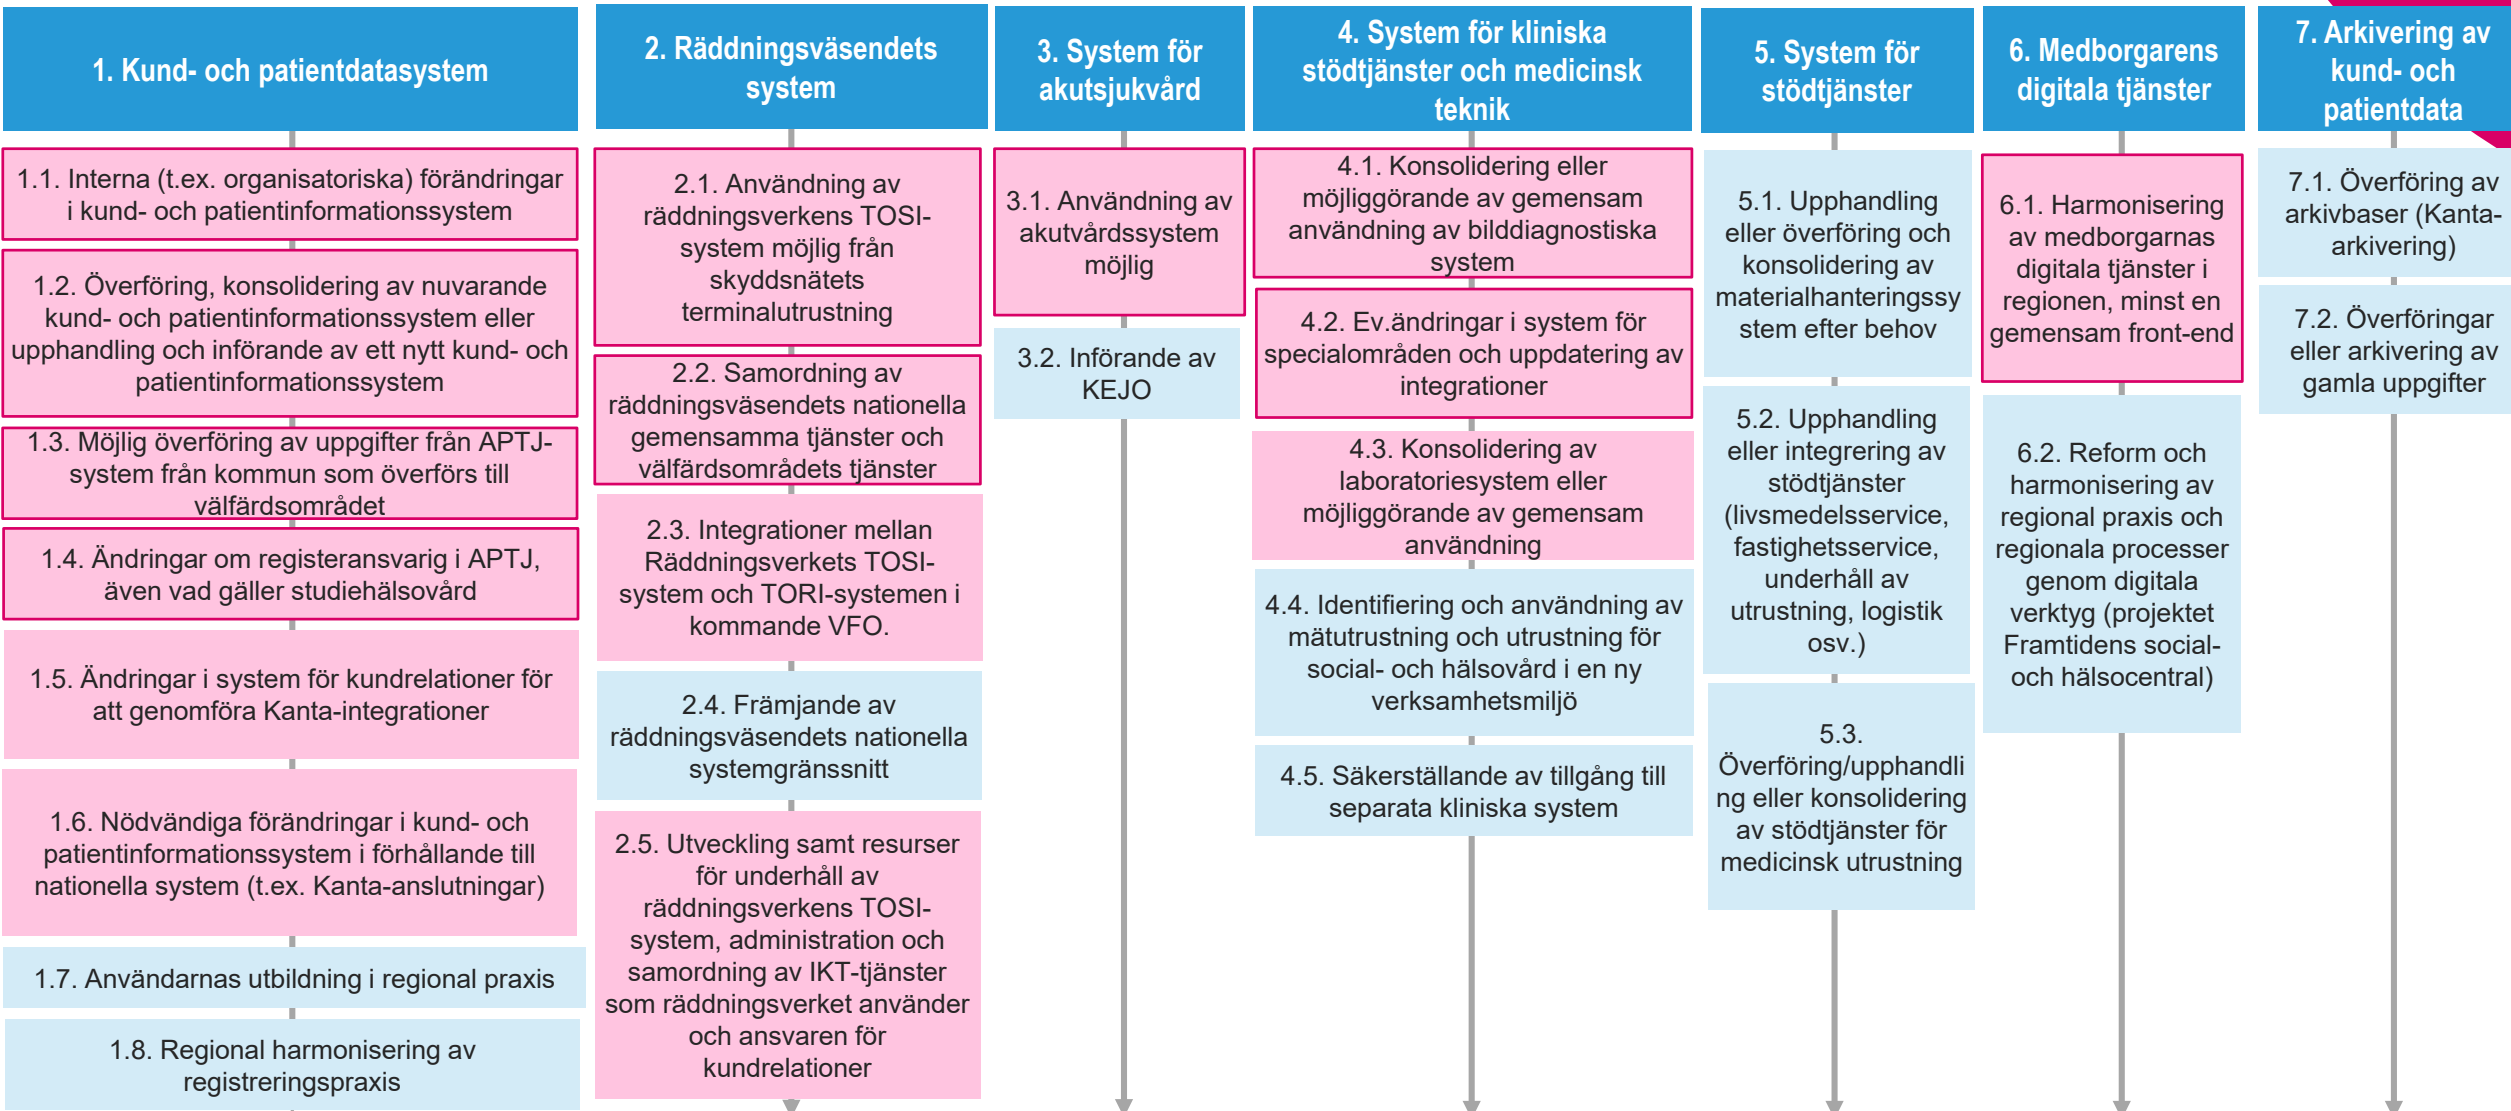 1. Kund- och patientdatasystem
1.1. Interna (t.ex. organisatoriska) förändringar
i kund- och patientinformationssystem
1.2. Överföring, konsolidering av nuvarande
kund- och patientinformationssystem eller
upphandling och införande av ett nytt kund- och
patientinformationssystem
1.3. Möjlig överföring av uppgifter från APTJ-
system från kommun som överförs till
välfärdsområdet
1.4. Ändringar om registeransvarig i APTJ,
även vad gäller studiehälsovård
1.5. Ändringar i system för kundrelationer för
att genomföra Kanta-integrationer
1.6. Nödvändiga förändringar i kund- och
patientinformationssystem i förhållande till
nationella system (t.ex. Kanta-anslutningar)
1.7. Användarnas utbildning i regional praxis
1.8. Regional harmonisering av
registreringspraxis
2. Räddningsväsendets
system
2.1. Användning av
räddningsverkens TOSI-
system möjlig från
skyddsnätets
terminalutrustning
2.2. Samordning av
räddningsväsendets nationella
gemensamma tjänster och
välfärdsområdets tjänster
2.3. Integrationer mellan
Räddningsverkets TOSI-
system och TORI-systemen i
kommande VFO.
2.4. Främjande av
räddningsväsendets nationella
systemgränssnitt
2.5. Utveckling samt resurser
för underhåll av
räddningsverkens TOSI-
system, administration och
samordning av IKT-tjänster
som räddningsverket använder
och ansvaren för
kundrelationer
3. System för
akutsjukvård
3.1. Användning av
akutvårdssystem
möjlig
3.2. Införande av
KEJO
4. System för kliniska
stödtjänster och medicinsk
teknik
4.1. Konsolidering eller
möjliggörande av gemensam
användning av bilddiagnostiska
system
4.2. Ev.ändringar i system för
specialområden och uppdatering av
integrationer
4.3. Konsolidering av
laboratoriesystem eller
möjliggörande av gemensam
användning
4.4. Identifiering och användning av
mätutrustning och utrustning för
social- och hälsovård i en ny
verksamhetsmiljö
4.5. Säkerställande av tillgång till
separata kliniska system
5. System för
stödtjänster
5.1. Upphandling
eller överföring och
konsolidering av
materialhanteringssy
stem efter behov
5.2. Upphandling
eller integrering av
stödtjänster
(livsmedelsservice,
fastighetsservice,
underhåll av
utrustning, logistik
osv.)
5.3.
Överföring/upphandli
ng eller konsolidering
av stödtjänster för
medicinsk utrustning
6. Medborgarens
digitala tjänster
6.1. Harmonisering
av medborgarnas
digitala tjänster i
regionen, minst en
gemensam front-end
6.2. Reform och
harmonisering av
regional praxis och
regionala processer
genom digitala
verktyg (projektet
Framtidens social-
och hälsocentral)
7. Arkivering av
kund- och
patientdata
7.1. Överföring av
arkivbaser (Kanta-
arkivering)
7.2. Överföringar
eller arkivering av
gamla uppgifter